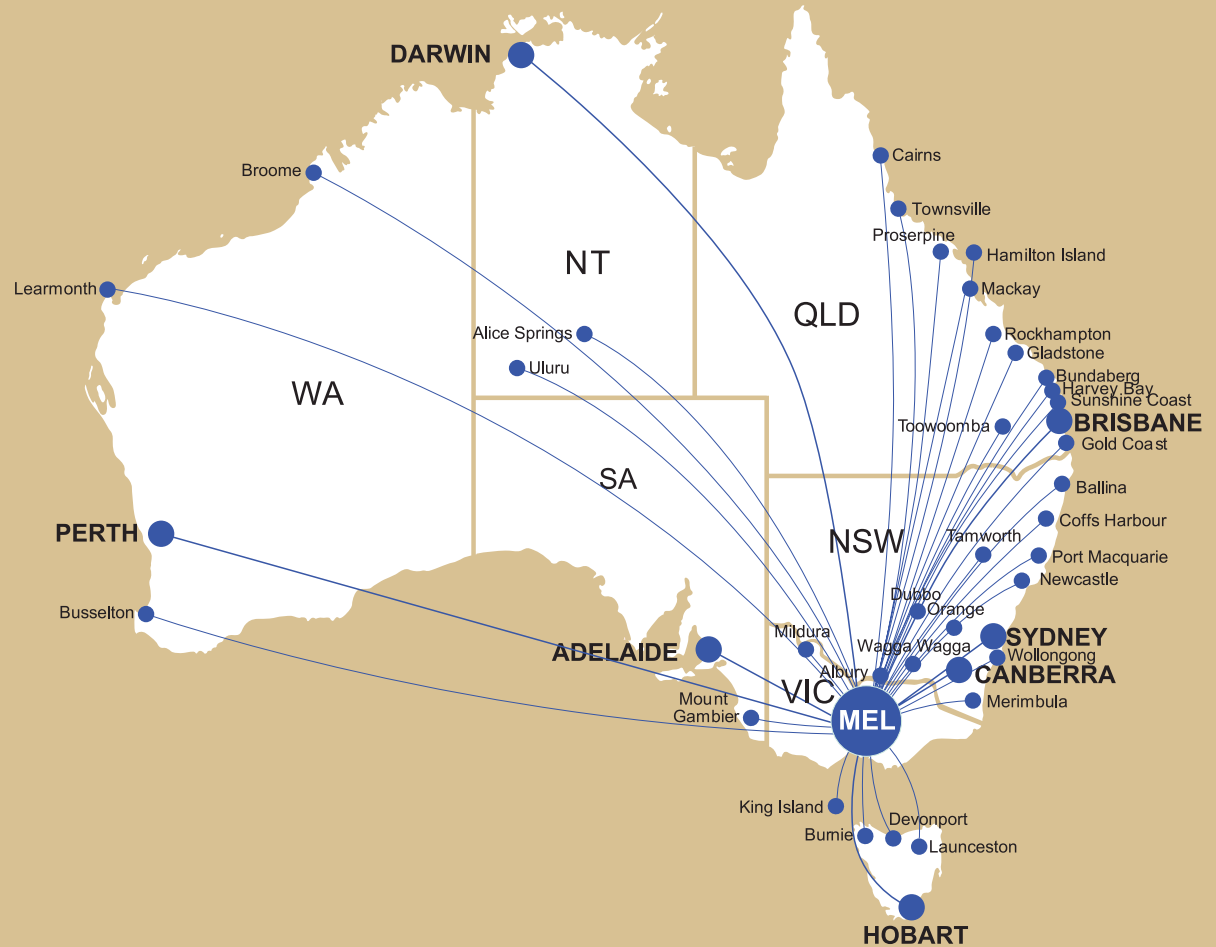 DARWIN
Cairns
Broome
Townsville
Proserpine
Hamilton Island
NT
Learmonth
Mackay
QLD
Alice Springs
Rockhampton
Gladstone
Uluru
Bundaberg
WA
Harvey Bay
Sunshine Coast
Toowoomba
BRISBANE
Gold Coast
SA
Ballina
Coffs Harbour
PERTH
Tamworth
NSW
Port Macquarie
Newcastle
Dubbo
Orange
Busselton
Mildura
SYDNEY
Wagga Wagga
ADELAIDE
Wollongong
Albury
CANBERRA
VIC
Mount
Gambier
Merimbula
MEL
King Island
Devonport
Burnie
Launceston
HOBART